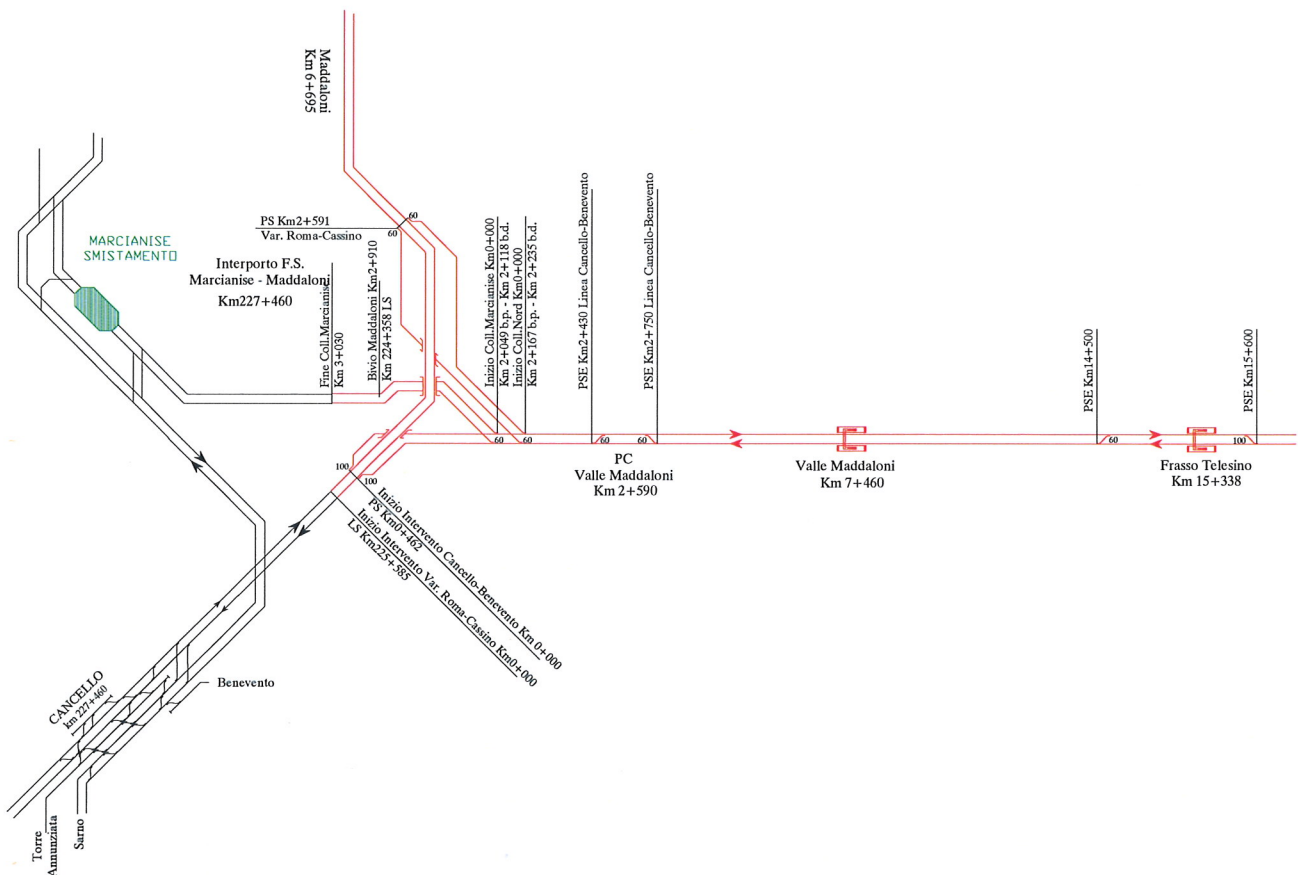 Maddaloni
Km 6+695
MARCIANISE
SMISTAMENTO
PS Km2+591
Var. Roma-Cassino
60
60
Interporto F.S.
Marcianise - Maddaloni
Km227+460
Fine Coll.Marcianise
Km 3+030
Bivio Maddaloni Km2+910
Km 224+358 LS
Inizio Coll.Marcianise Km0+000
Km 2+049 b.p. - Km 2+118 b.d.
Inizio Coll.Nord Km0+000
Km 2+167 b.p. - Km 2+235 b.d.
PSE Km2+430 Linea Cancello-Benevento
PSE Km2+750 Linea Cancello-Benevento
PSE Km14+500
PSE Km15+600
60
60
60
60
60
100
PC
Valle Maddaloni
Km 2+590
Valle Maddaloni
Km 7+460
Frasso Telesino
Km 15+338
100
100
Inizio Intervento Cancello-Benevento Km 0+000
PS Km0+462
Inizio Intervento Var. Roma-Cassino Km0+000
LS Km225+585
CANCELLO
km 227+460
Benevento
Torre
Annunziata
Sarno